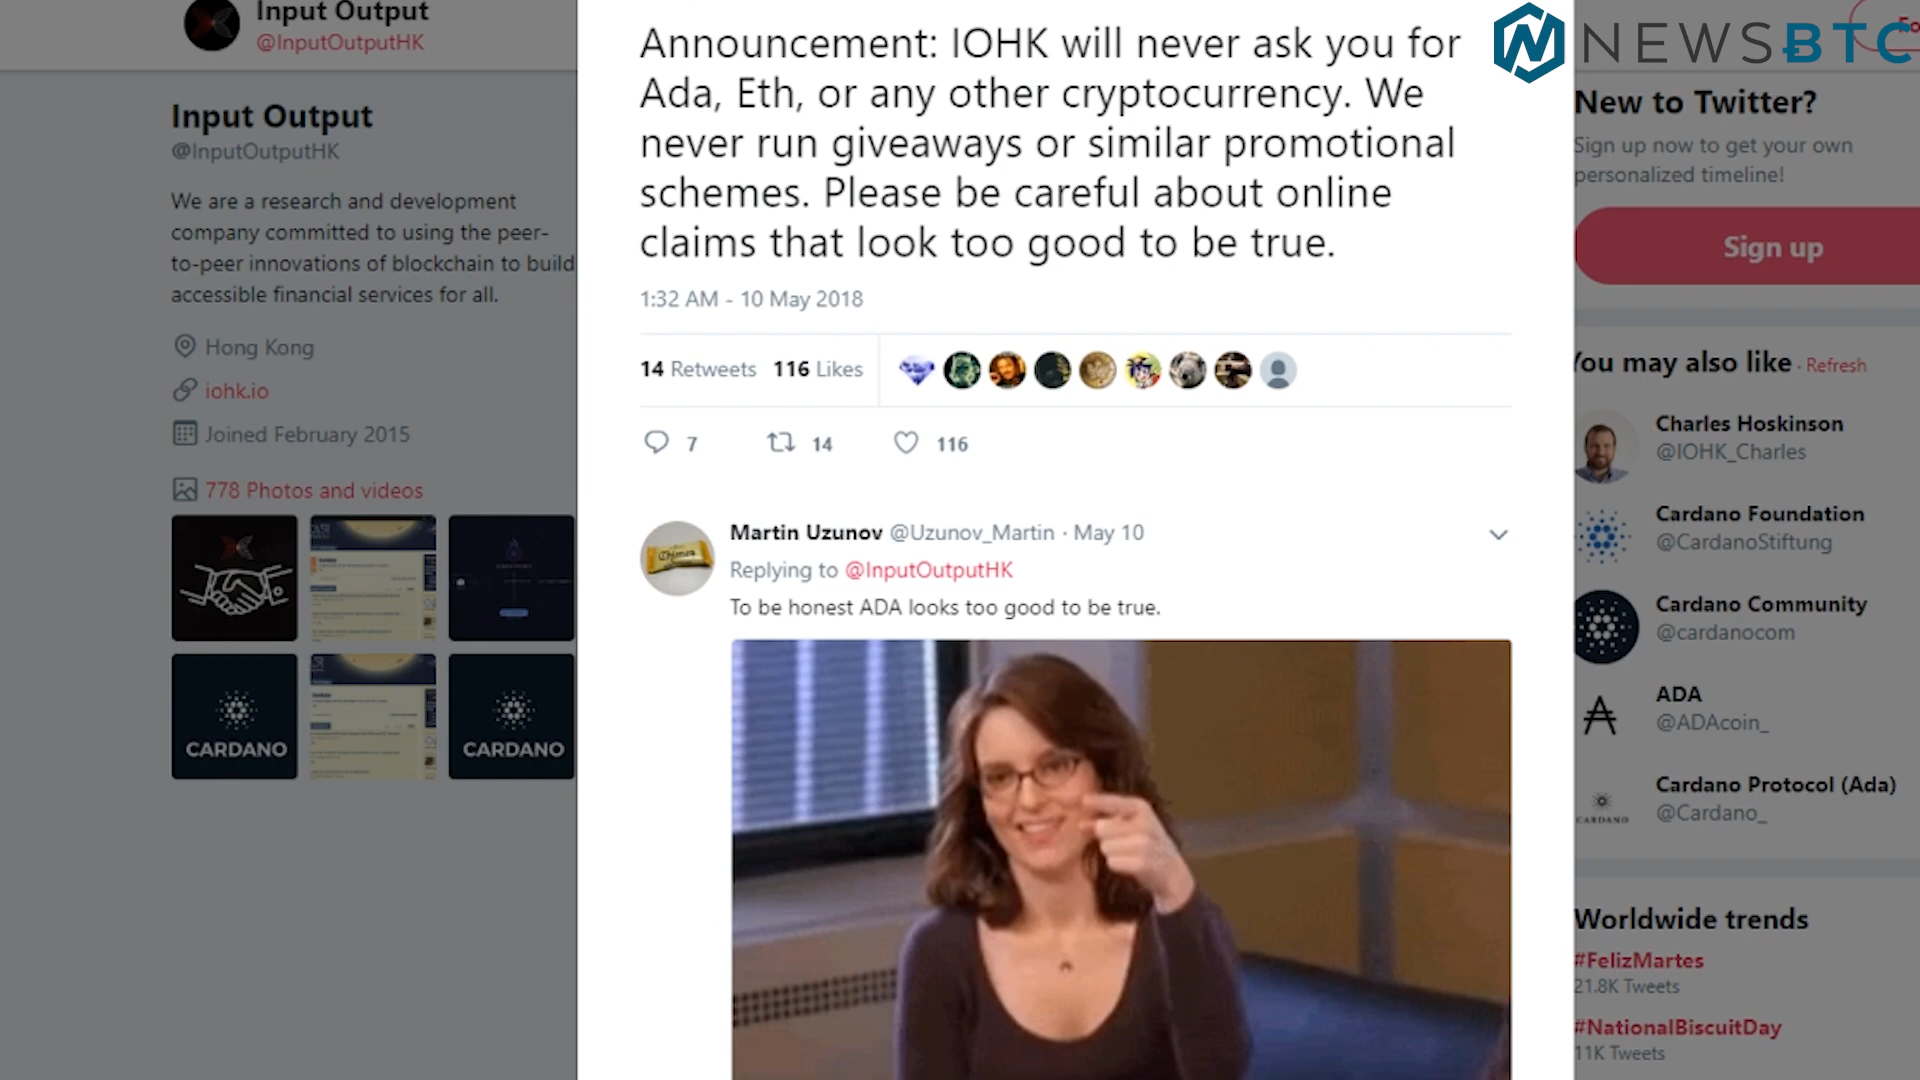 Input Output
@InputOutputHK
Input Output
@InputOutputHK
We are a research and development
company committed to using the peer-
to-peer innovations of blockchain to build
accessible financial services for all.
Hong Kong
iohk.io
Joined February 2015
778 Photos and videos
CARDANO
CARDANO
Announcement: IOHK will never ask you for
Ada, Eth, or any other cryptocurrency. We
never run giveaways or similar promotional
schemes. Please be careful about online
claims that look too good to be true.
1:32 AM - 10 May 2018
14 Retweets 116 Likes
7 14 116
Martin Uzunov @Uzunov_Martin · May 10
Replying to @InputOutputHK
To be honest ADA looks too good to be true.
NEWSBTC
New to Twitter?
Sign up now to get your own
personalized timeline!
Sign up
You may also like · Refresh
Charles Hoskinson
@IOHK_Charles
Cardano Foundation
@CardanoStiftung
Cardano Community
@cardanocom
ADA
@ADAcoin_
Cardano Protocol (Ada)
@Cardano_
CARDANO
Worldwide trends
#FelizMartes
21.8K Tweets
#NationalBiscuitDay
11K Tweets